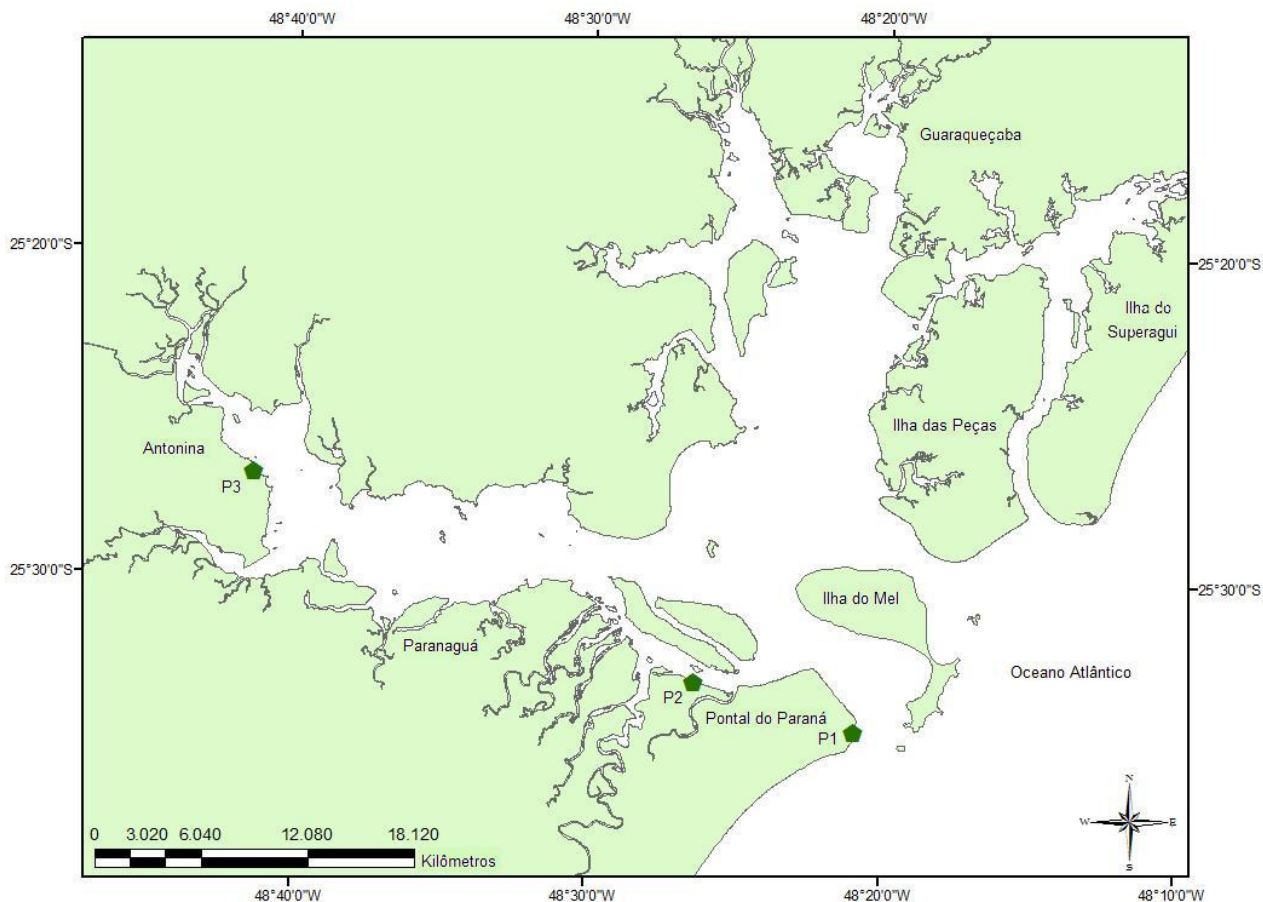 48°40'0"W
48°30'0"W
48°20'0"W
Guaraqueçaba
25°20'0"S
25°20'0"S
Ilha do
Superagui
Antonina
Ilha das Peças
P3
25°30'0"S
25°30'0"S
Ilha do Mel
Paranaguá
Oceano Atlântico
P2
Pontal do Paraná
P1
N
W
E
S
0 3.020 6.040 12.080 18.120
Kilômetros
48°40'0"W
48°30'0"W
48°20'0"W
48°10'0"W